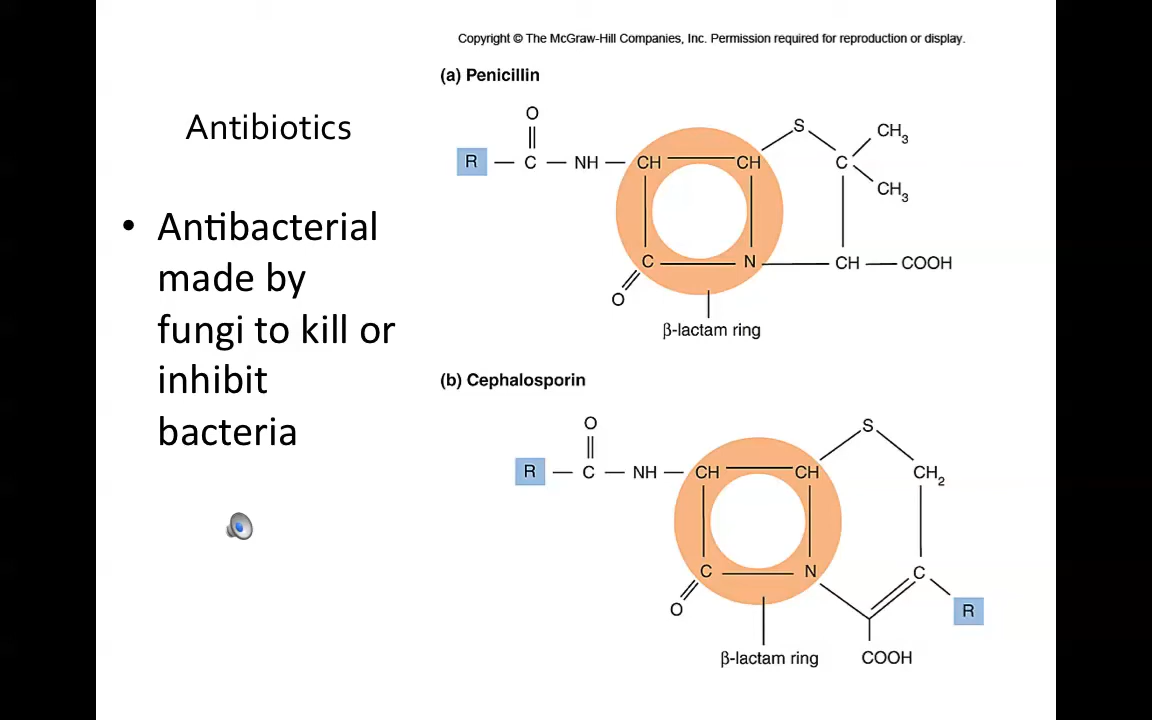 Copyright © The McGraw-Hill Companies, Inc. Permission required for reproduction or display.
Antibiotics
• Antibacterial
made by
fungi to kill or
inhibit
bacteria
(a) Penicillin
O
S
CH₃
R
C
NH
CH
CH
C
CH₃
C
N
CH
COOH
O
β-lactam ring
(b) Cephalosporin
O
S
R
C
NH
CH
CH
CH₂
C
N
C
O
R
β-lactam ring
COOH